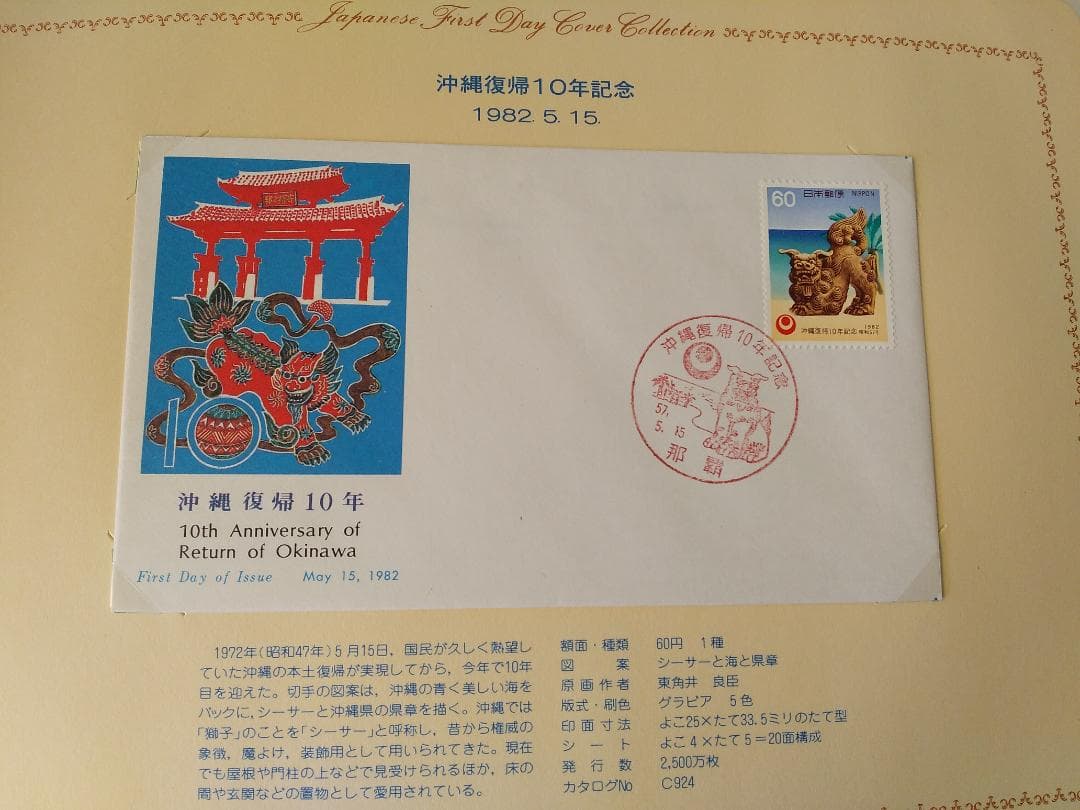 Japanese First Day Cover Collection
沖縄復帰10年記念
1982. 5. 15.
60 日本郵便 NIPPON
1982
沖縄復帰10年記念 昭和57年
沖縄復帰10年記念
57.
5. 15
那覇
10
沖縄復帰10年
10th Anniversary of
Return of Okinawa
First Day of Issue May 15, 1982
1972年(昭和47年)5月15日，国民が久しく熱望し
ていた沖縄の本土復帰が実現してから，今年で10年
目を迎えた。切手の図案は，沖縄の青く美しい海を
バックに，シーサーと沖縄県の県章を描く。沖縄では
「獅子」のことを「シーサー」と呼称し，昔から権威の
象徴，魔よけ，装飾用として用いられてきた。現在
でも屋根や門柱の上などで見受けられるほか，床の
間や玄関などの置物として愛用されている。
額面・種類 60円 1種
図案 シーサーと海と県章
原画作者 東角井 良臣
版式・刷色 グラビア 5色
印面寸法 よこ25×たて33.5ミリのたて型
シート よこ4×たて5＝20面構成
発行数 2,500万枚
カタログNo C924